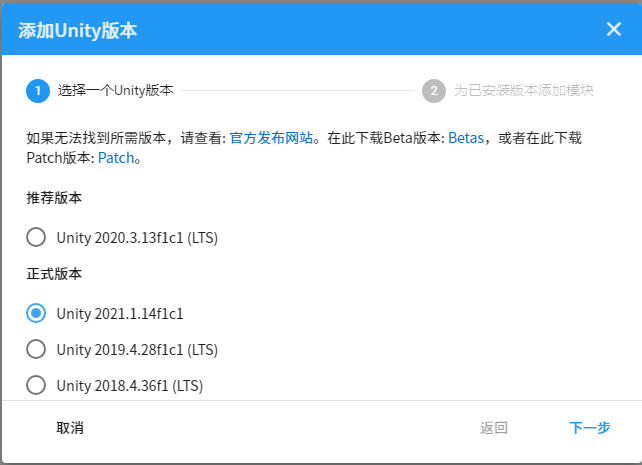 添加Unity版本
1 选择一个Unity版本 2 为已安装版本添加模块
如果无法找到所需版本，请查看: 官方发布网站。在此下载Beta版本: Betas，或者在此下载
Patch版本: Patch。
推荐版本
Unity 2020.3.13f1c1 (LTS)
正式版本
Unity 2021.1.14f1c1
Unity 2019.4.28f1c1 (LTS)
Unity 2018.4.36f1 (LTS)
取消 返回 下一步